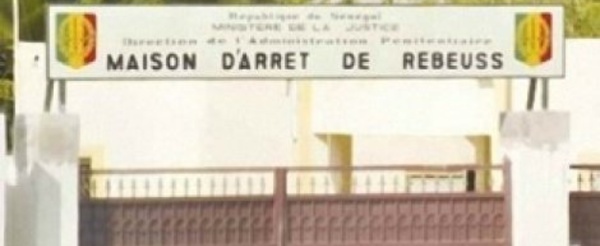 République du Sénégal
MINISTERE DE LA JUSTICE
Direction de l'Administration Pénitentiaire
MAISON D'ARRET DE REBEUSS